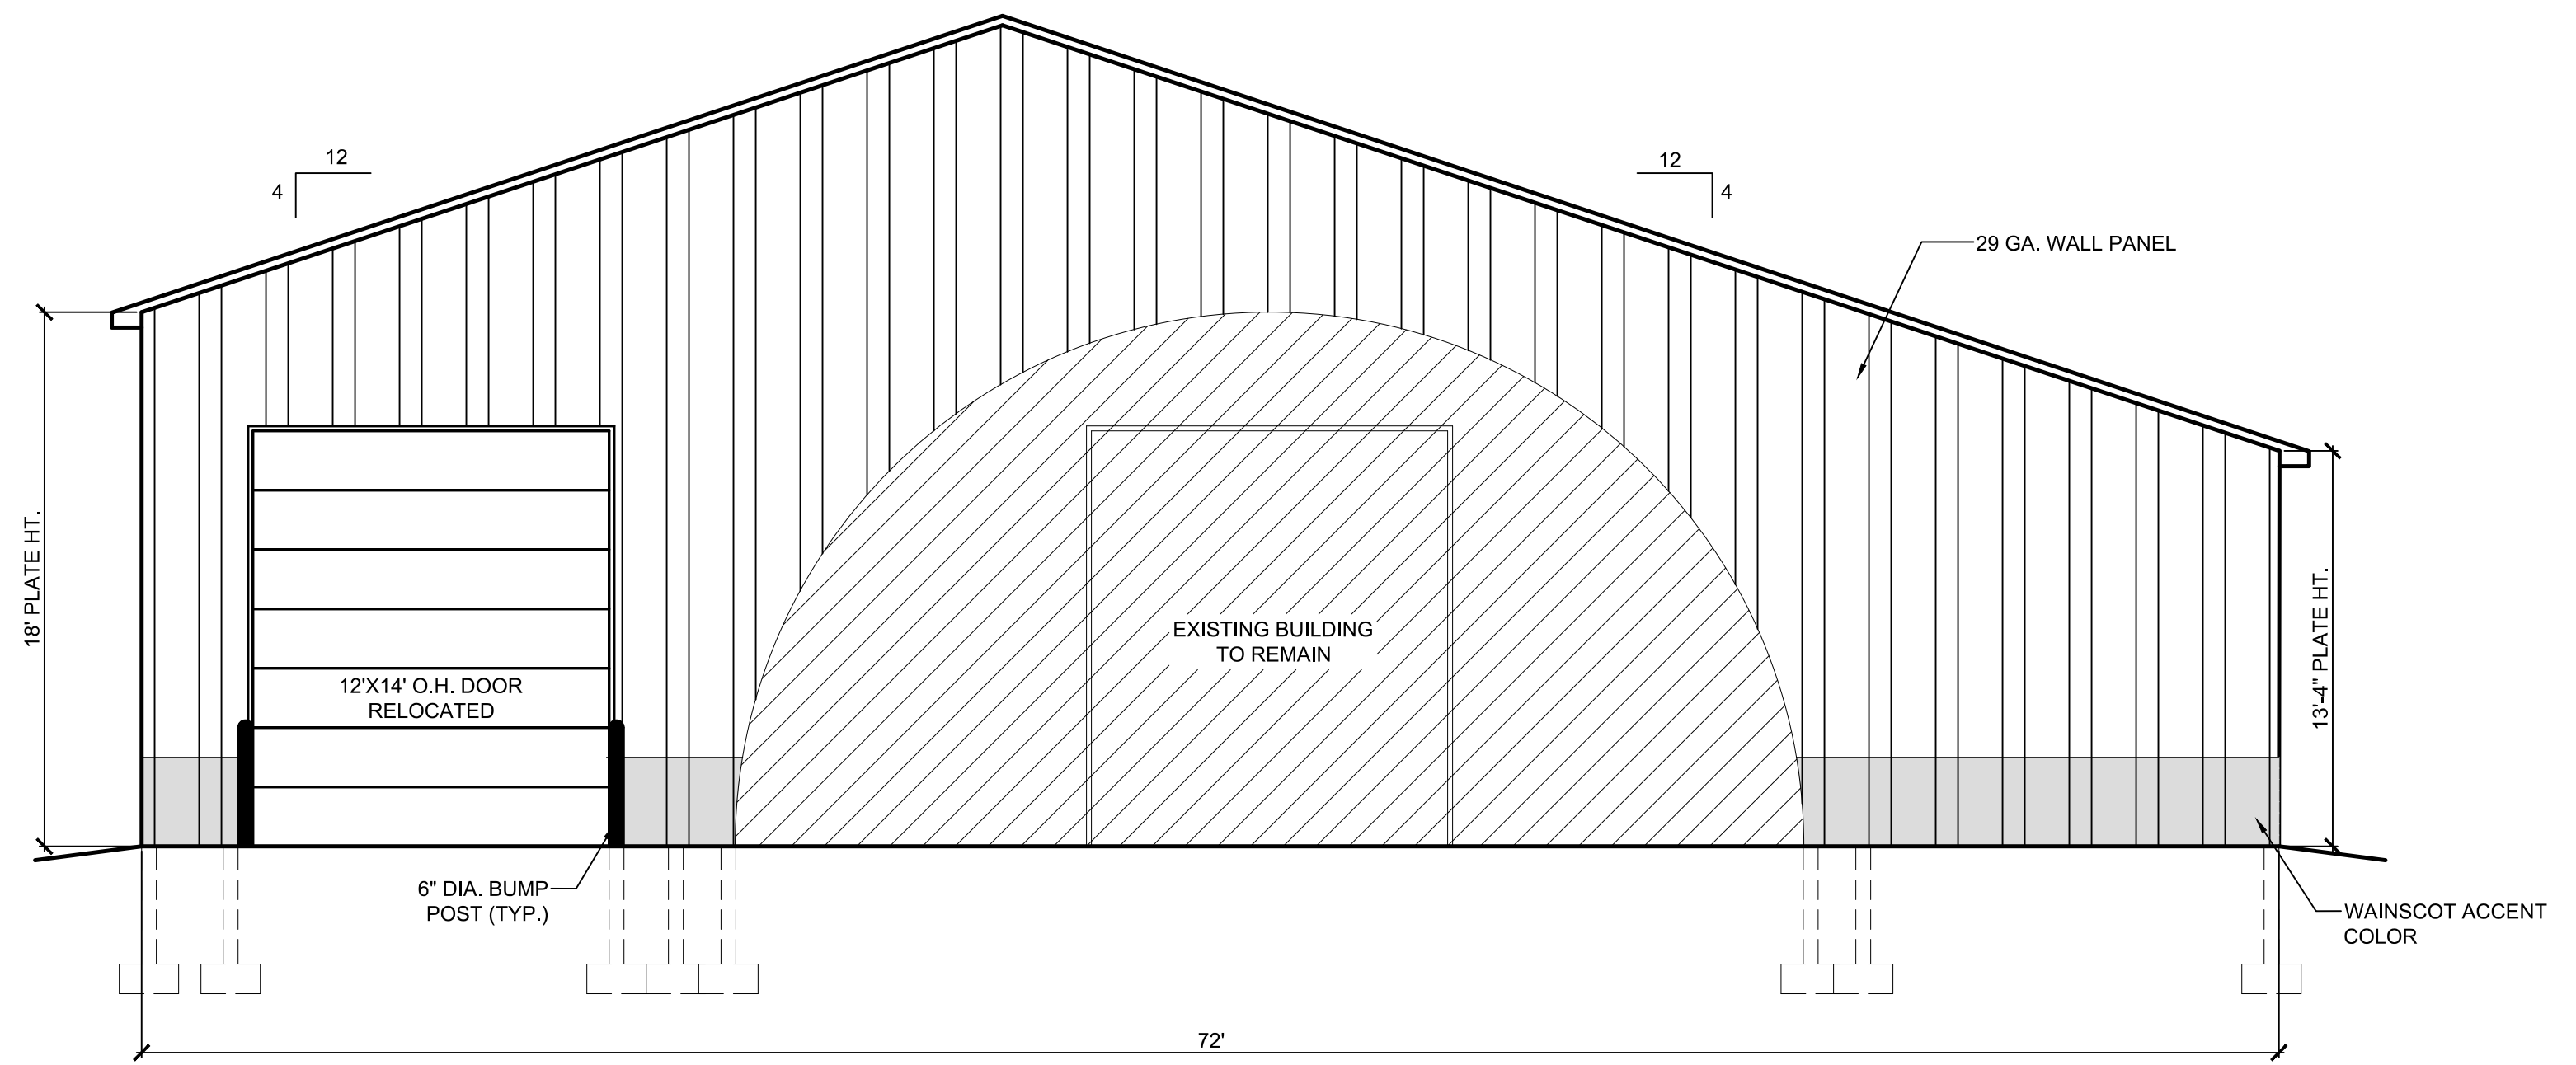 12
4
12
4
29 GA. WALL PANEL
18' PLATE HT.
13'-4" PLATE HT.
EXISTING BUILDING
TO REMAIN
12'X14' O.H. DOOR
RELOCATED
6" DIA. BUMP
POST (TYP.)
WAINSCOT ACCENT
COLOR
72'